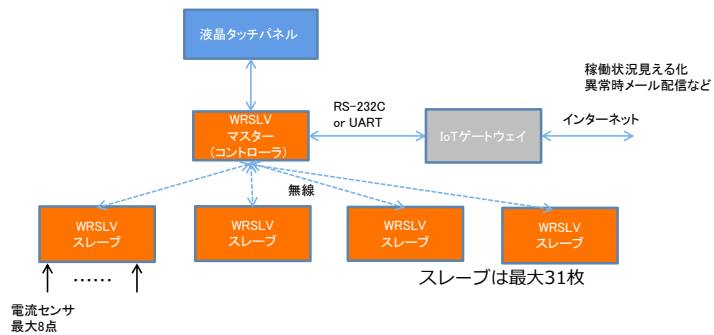 液晶タッチパネル
稼働状況見える化
異常時メール配信など
RS-232C
or UART
インターネット
WRSLV
マスター
(コントローラ)
IoTゲートウェイ
無線
WRSLV
スレーブ
WRSLV
スレーブ
WRSLV
スレーブ
WRSLV
スレーブ
スレーブは最大31枚
……
電流センサ
最大8点